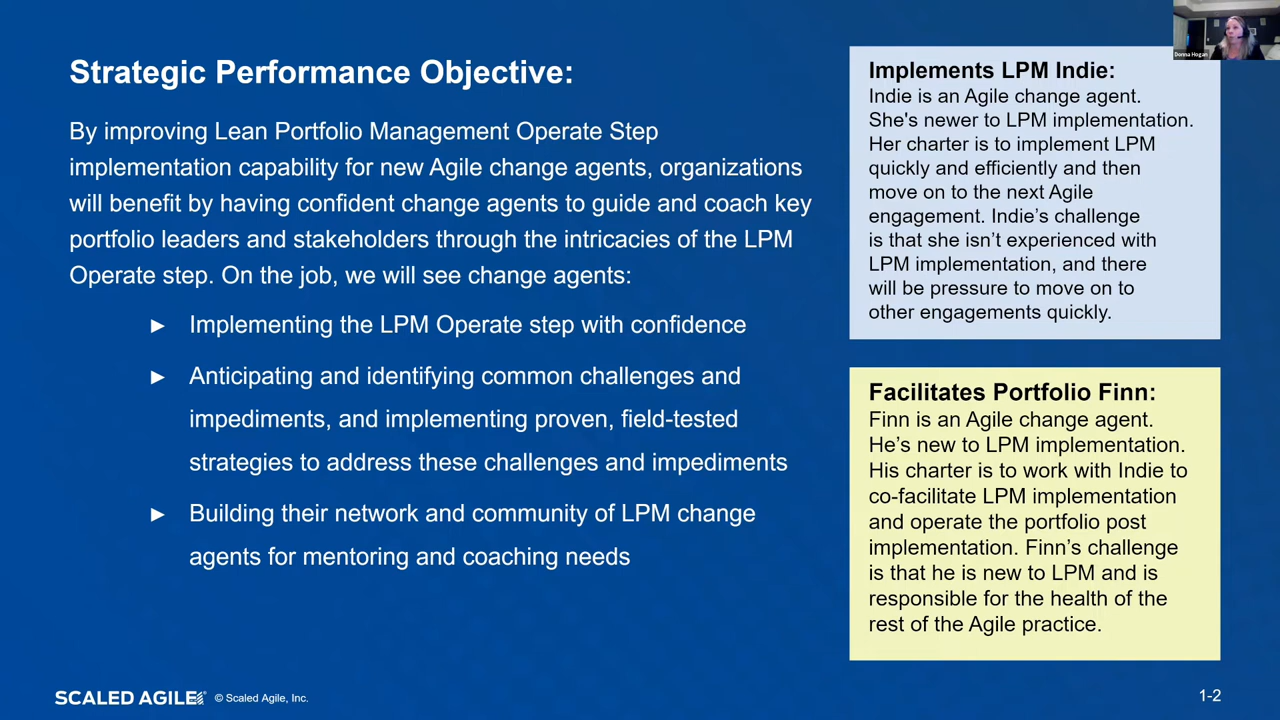 Strategic Performance Objective:
By improving Lean Portfolio Management Operate Step
implementation capability for new Agile change agents, organizations
will benefit by having confident change agents to guide and coach key
portfolio leaders and stakeholders through the intricacies of the LPM
Operate step. On the job, we will see change agents:
► Implementing the LPM Operate step with confidence
► Anticipating and identifying common challenges and
impediments, and implementing proven, field-tested
strategies to address these challenges and impediments
► Building their network and community of LPM change
agents for mentoring and coaching needs
Donna Hogan
Implements LPM Indie:
Indie is an Agile change agent.
She's newer to LPM implementation.
Her charter is to implement LPM
quickly and efficiently and then
move on to the next Agile
engagement. Indie’s challenge
is that she isn’t experienced with
LPM implementation, and there
will be pressure to move on to
other engagements quickly.
Facilitates Portfolio Finn:
Finn is an Agile change agent.
He’s new to LPM implementation.
His charter is to work with Indie to
co-facilitate LPM implementation
and operate the portfolio post
implementation. Finn’s challenge
is that he is new to LPM and is
responsible for the health of the
rest of the Agile practice.
SCALED AGILE® © Scaled Agile, Inc.
1-2